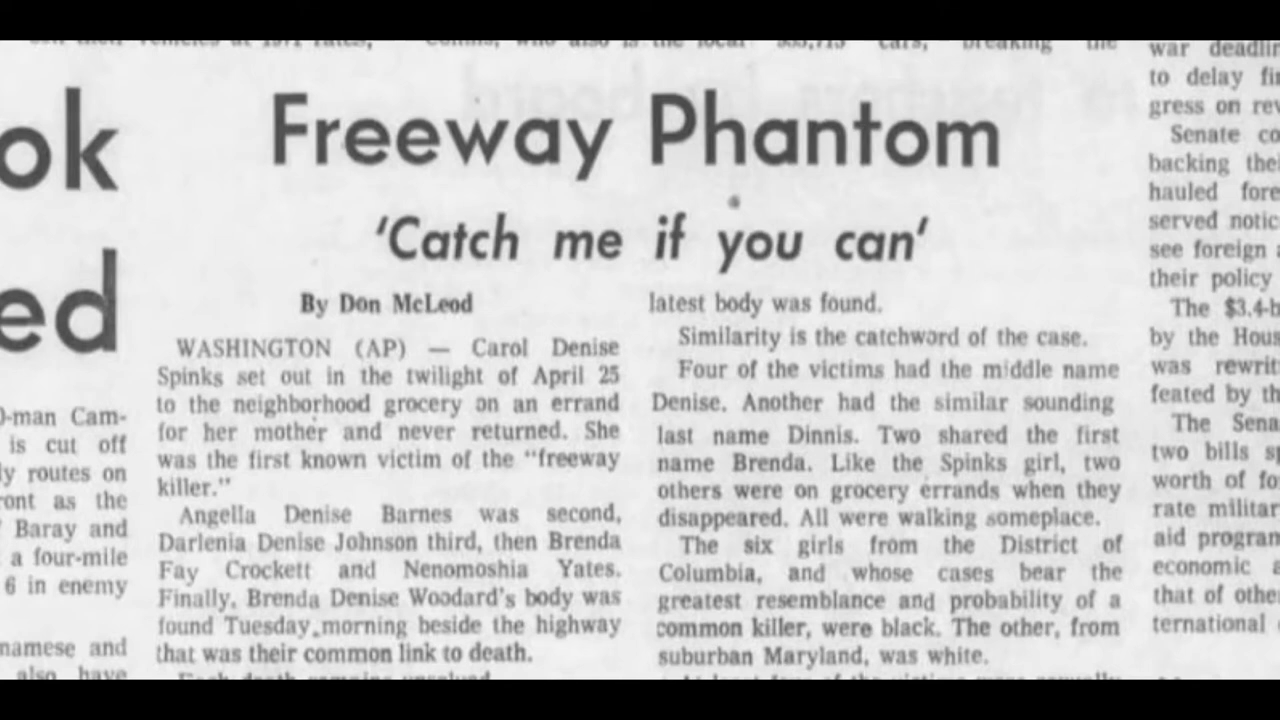 ok
ed
0-man Cam-
is cut off
ly routes on
ront as the
Baray and
a four-mile
6 in enemy
namese and
also have
Freeway Phantom
'Catch me if you can'
By Don McLeod
WASHINGTON (AP) — Carol Denise
Spinks set out in the twilight of April 25
to the neighborhood grocery on an errand
for her mother and never returned. She
was the first known victim of the "freeway
killer."
Angella Denise Barnes was second,
Darlenia Denise Johnson third, then Brenda
Fay Crockett and Nenomoshia Yates.
Finally, Brenda Denise Woodard's body was
found Tuesday morning beside the highway
that was their common link to death.
Each death remains unsolved
latest body was found.
Similarity is the catchword of the case.
Four of the victims had the middle name
Denise. Another had the similar sounding
last name Dinnis. Two shared the first
name Brenda. Like the Spinks girl, two
others were on grocery errands when they
disappeared. All were walking someplace.
The six girls from the District of
Columbia, and whose cases bear the
greatest resemblance and probability of a
common killer, were black. The other, from
suburban Maryland, was white.
war deadlin
to delay fin
gress on rev
Senate co
backing thei
hauled fore
served notic
see foreign a
their policy
The $3.4-b
by the Hous
was rewrit
feated by th
The Sena
two bills sp
worth of fo
rate militar
aid program
economic a
that of othe
ternational